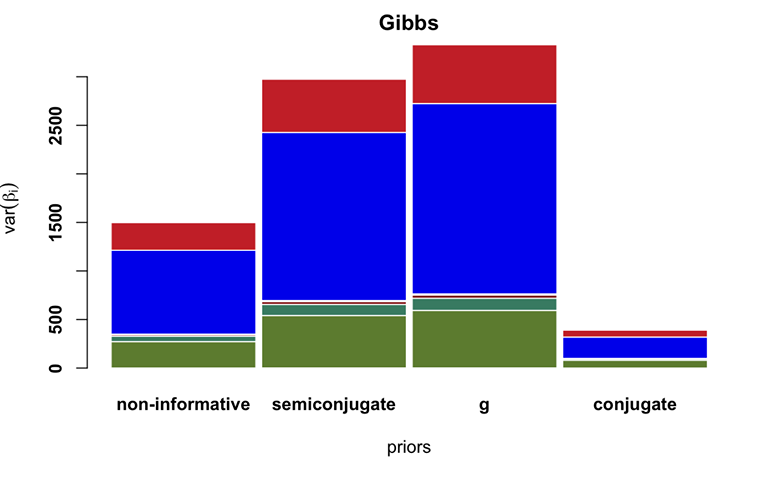 Gibbs
var(βi)
2500
1500
500
0
non-informative semiconjugate g conjugate
priors